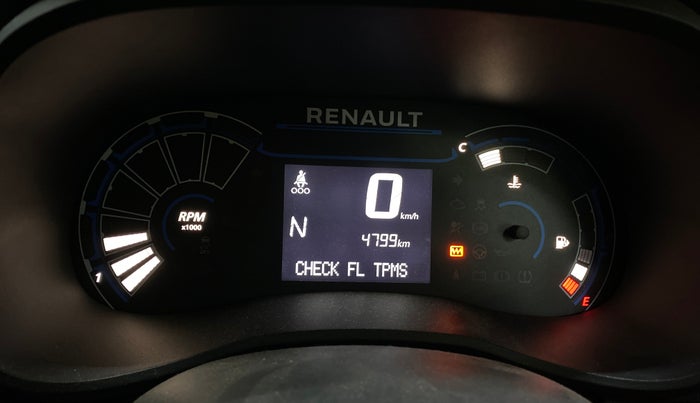 RENAULT
C
0 km/h
RPM
x1000
N
4799km
CHECK FL TPMS
1
E